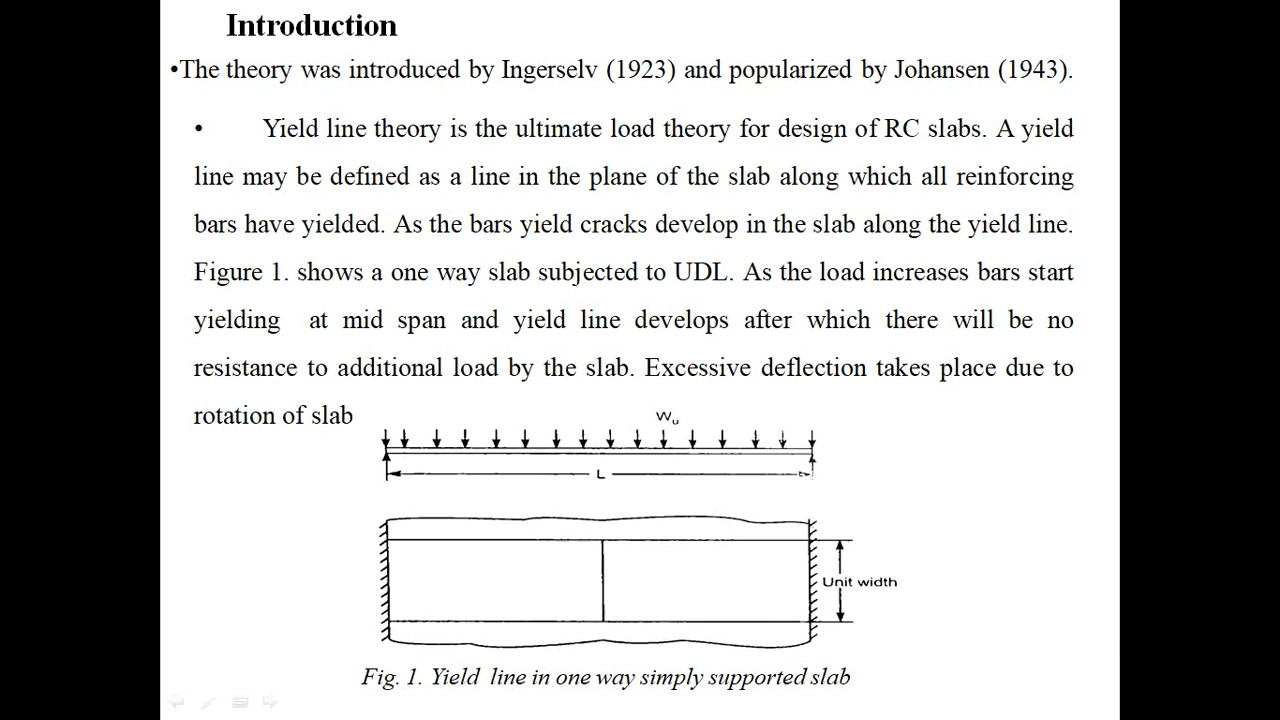 Introduction
•The theory was introduced by Ingerselv (1923) and popularized by Johansen (1943).
• Yield line theory is the ultimate load theory for design of RC slabs. A yield
line may be defined as a line in the plane of the slab along which all reinforcing
bars have yielded. As the bars yield cracks develop in the slab along the yield line.
Figure 1. shows a one way slab subjected to UDL. As the load increases bars start
yielding at mid span and yield line develops after which there will be no
resistance to additional load by the slab. Excessive deflection takes place due to
rotation of slab
Wu
L
Unit width
Fig. 1. Yield line in one way simply supported slab